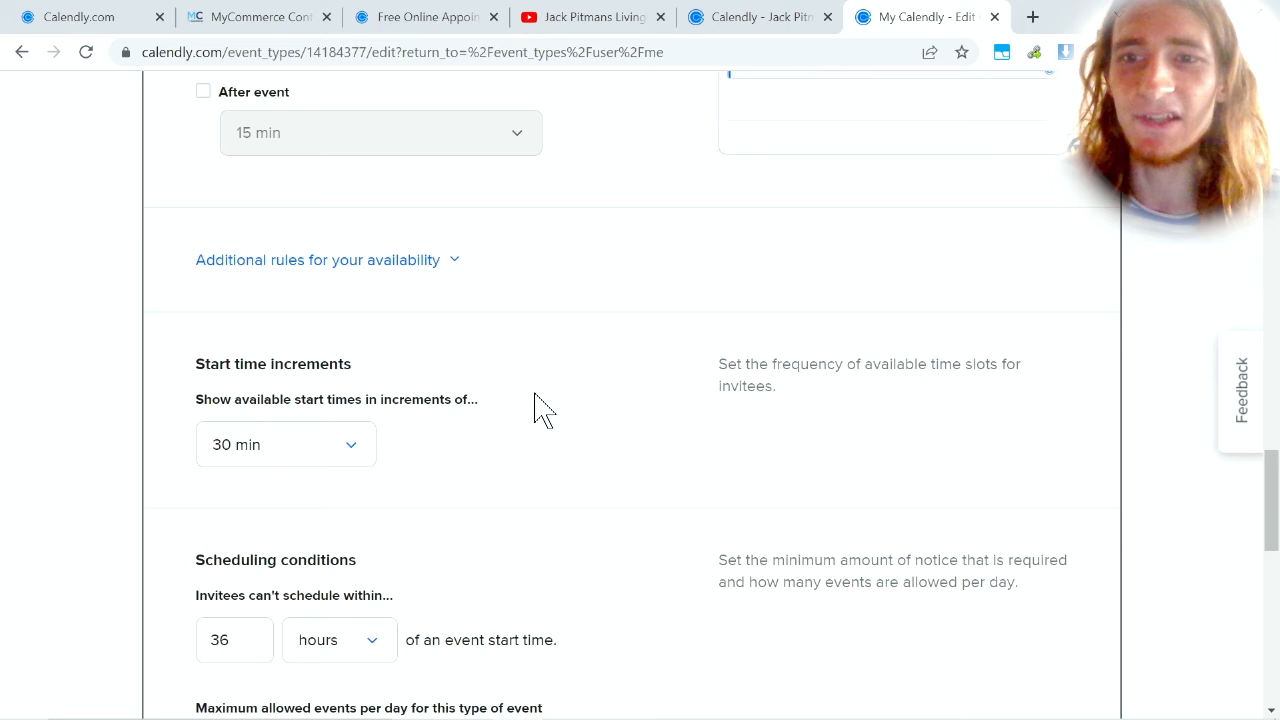 Calendly.com
MyCommerce Cont
Free Online Appoin
Jack Pitmans Living
Calendly - Jack Pitm
My Calendly - Edit
calendly.com/event_types/14184377/edit?return_to=%2Fevent_types%2Fuser%2Fme
After event
15 min
Additional rules for your availability
Start time increments
Set the frequency of available time slots for
invitees.
Show available start times in increments of...
30 min
Feedback
Scheduling conditions
Set the minimum amount of notice that is required
and how many events are allowed per day.
Invitees can't schedule within...
36 hours of an event start time.
Maximum allowed events per day for this type of event